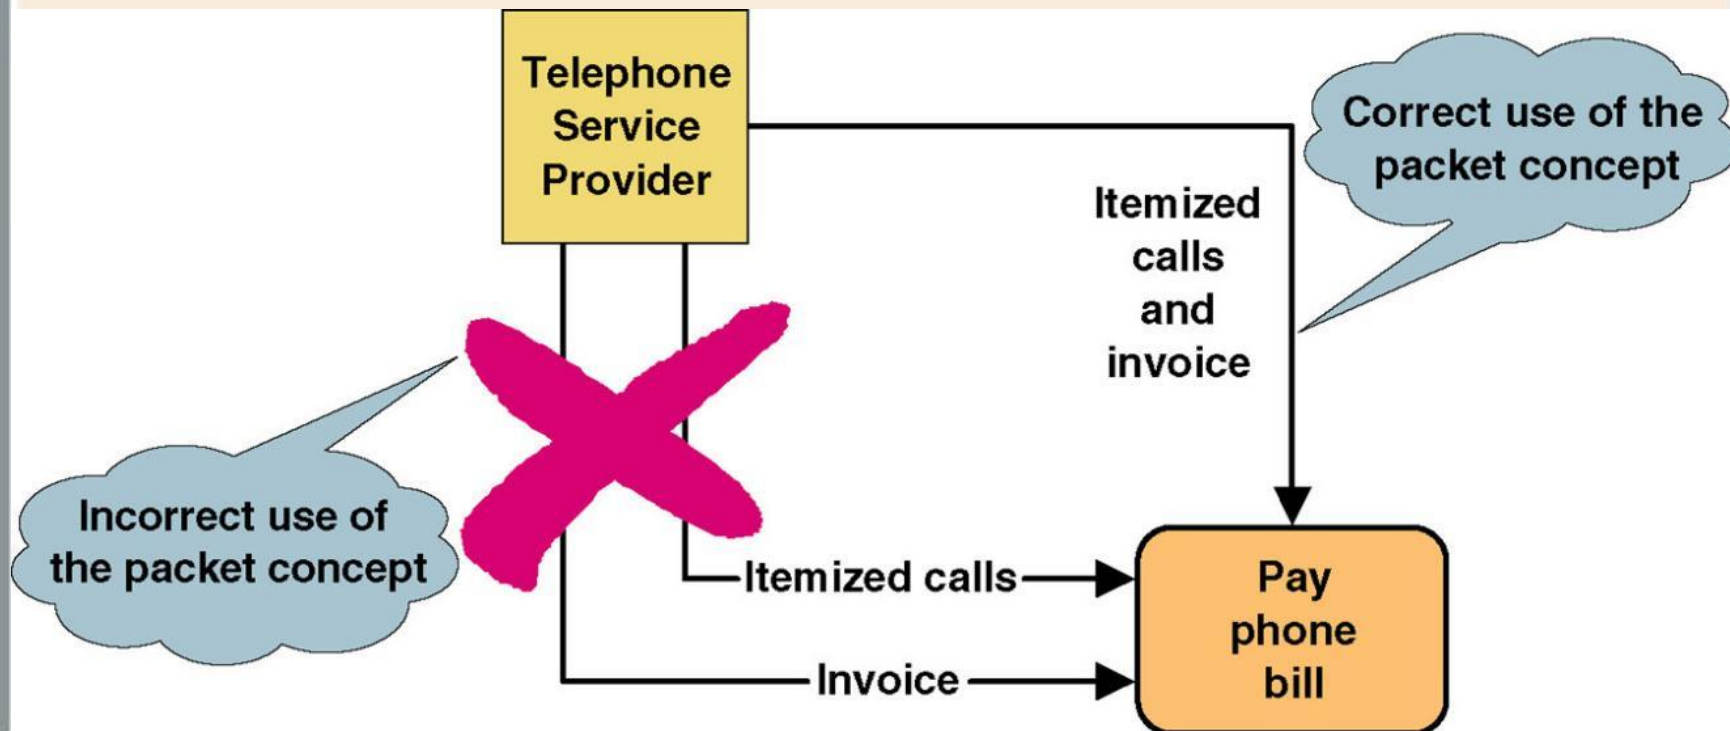 Telephone
Service
Provider
Correct use of the
packet concept
Itemized
calls
and
invoice
Incorrect use of
the packet concept
Itemized calls
Invoice
Pay
phone
bill